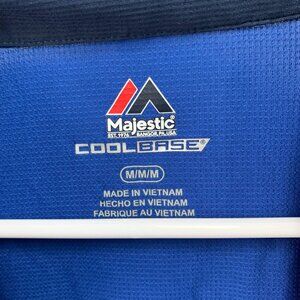 Majestic®
EST. 1976 BANGOR, PA, USA
COOLBASE®
M/M/M
MADE IN VIETNAM
HECHO EN VIETNAM
FABRIQUE AU VIETNAM